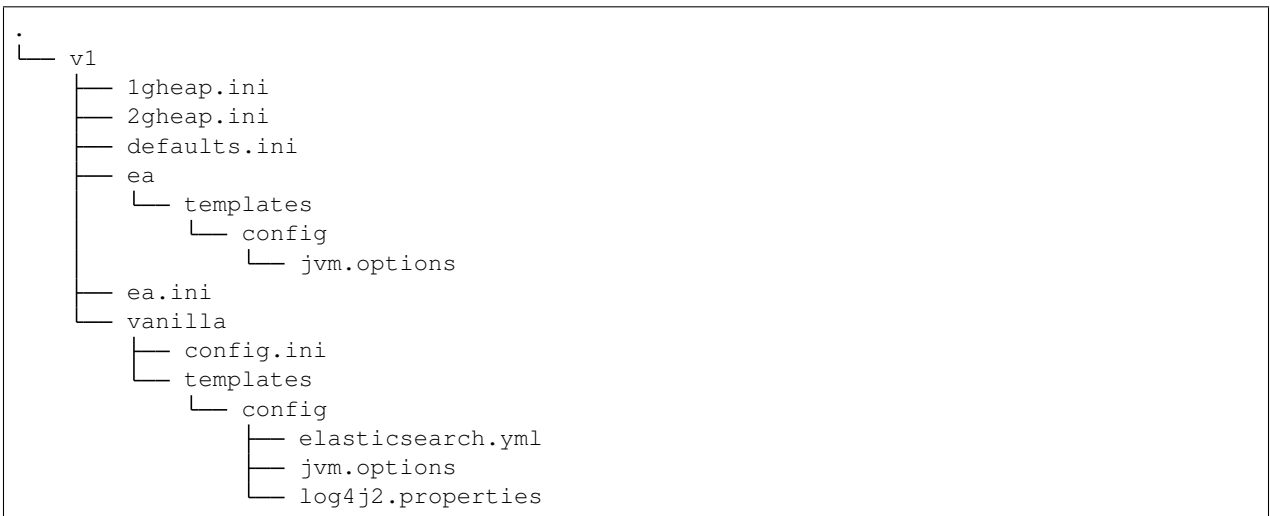 .
└── v1
    ├── 1gheap.ini
    ├── 2gheap.ini
    ├── defaults.ini
    ├── ea
    │   └── templates
    │       └── config
    │           └── jvm.options
    ├── ea.ini
    └── vanilla
        ├── config.ini
        └── templates
            └── config
                ├── elasticsearch.yml
                ├── jvm.options
                └── log4j2.properties